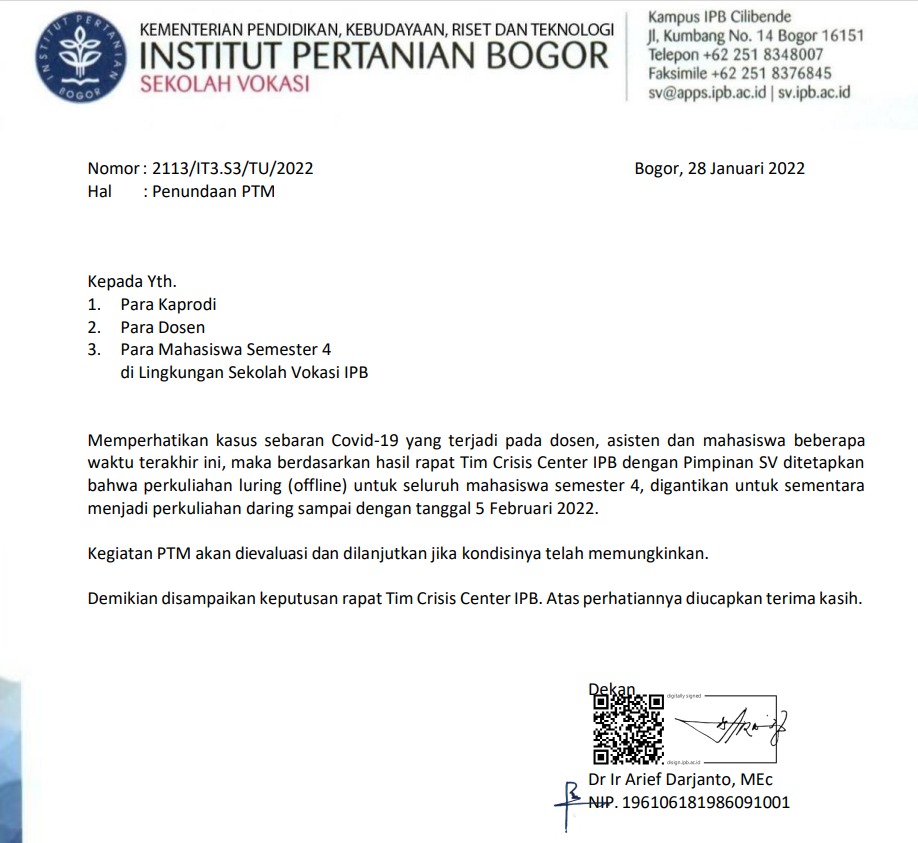 INSTITUT PERTANIAN BOGOR
KEMENTERIAN PENDIDIKAN, KEBUDAYAAN, RISET DAN TEKNOLOGI
INSTITUT PERTANIAN BOGOR
SEKOLAH VOKASI
Kampus IPB Cilibende
Jl, Kumbang No. 14 Bogor 16151
Telepon +62 251 8348007
Faksimile +62 251 8376845
sv@apps.ipb.ac.id | sv.ipb.ac.id
Nomor : 2113/IT3.S3/TU/2022
Bogor, 28 Januari 2022
Hal : Penundaan PTM
Kepada Yth.
1. Para Kaprodi
2. Para Dosen
3. Para Mahasiswa Semester 4
di Lingkungan Sekolah Vokasi IPB
Memperhatikan kasus sebaran Covid-19 yang terjadi pada dosen, asisten dan mahasiswa beberapa
waktu terakhir ini, maka berdasarkan hasil rapat Tim Crisis Center IPB dengan Pimpinan SV ditetapkan
bahwa perkuliahan luring (offline) untuk seluruh mahasiswa semester 4, digantikan untuk sementara
menjadi perkuliahan daring sampai dengan tanggal 5 Februari 2022.
Kegiatan PTM akan dievaluasi dan dilanjutkan jika kondisinya telah memungkinkan.
Demikian disampaikan keputusan rapat Tim Crisis Center IPB. Atas perhatiannya diucapkan terima kasih.
Dekan
digitally signed
dsign.ipb.ac.id
Dr Ir Arief Darjanto, MEc
NIP. 196106181986091001